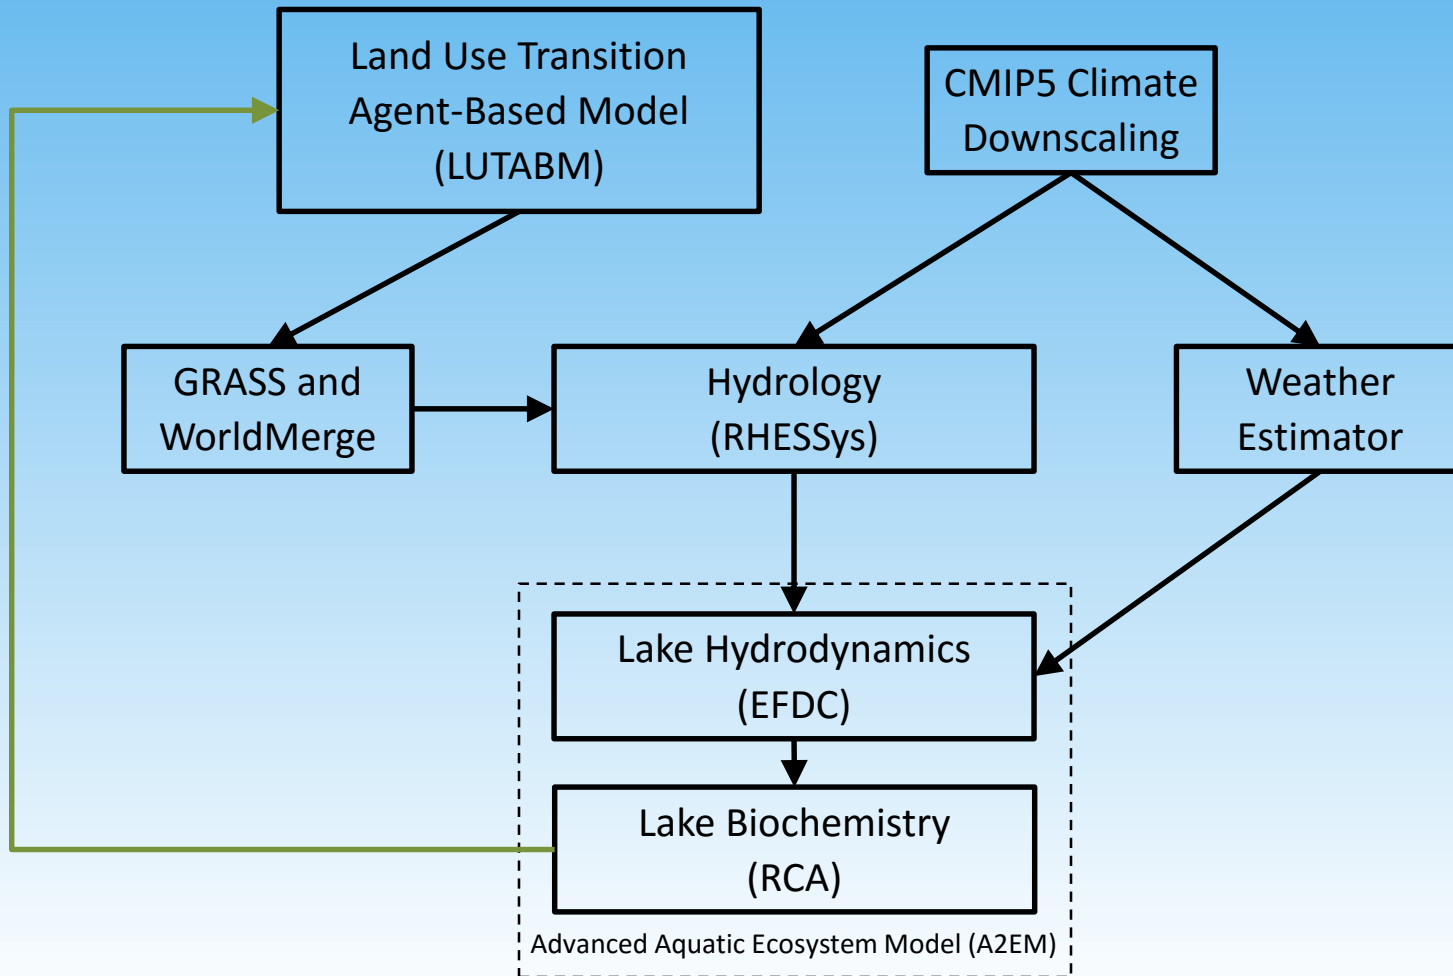 Land Use Transition
Agent-Based Model
(LUTABM)
CMIP5 Climate
Downscaling
GRASS and
WorldMerge
Hydrology
(RHESSys)
Weather
Estimator
Lake Hydrodynamics
(EFDC)
Lake Biochemistry
(RCA)
Advanced Aquatic Ecosystem Model (A2EM)